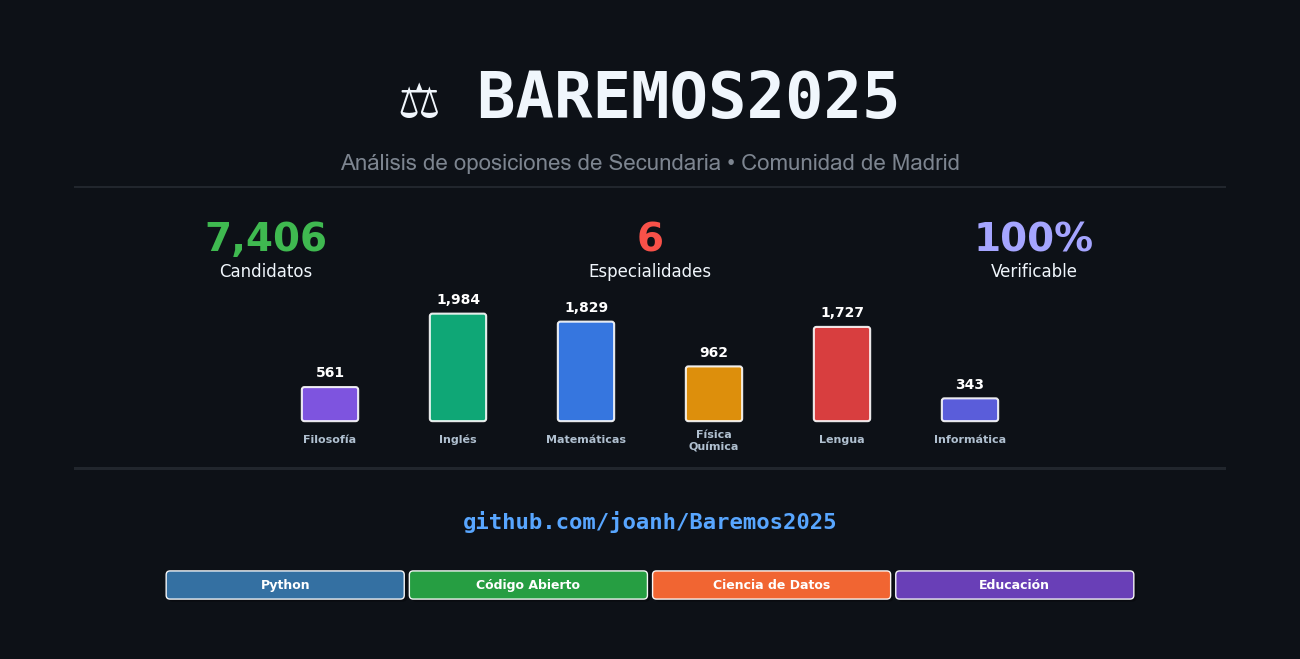 ⚖ BAREMOS2025
Análisis de oposiciones de Secundaria • Comunidad de Madrid
7,406
Candidatos
6
Especialidades
100%
Verificable
561
1,984
1,829
962
1,727
343
Filosofía
Inglés
Matemáticas
Física
Química
Lengua
Informática
github.com/joanh/Baremos2025
Python
Código Abierto
Ciencia de Datos
Educación